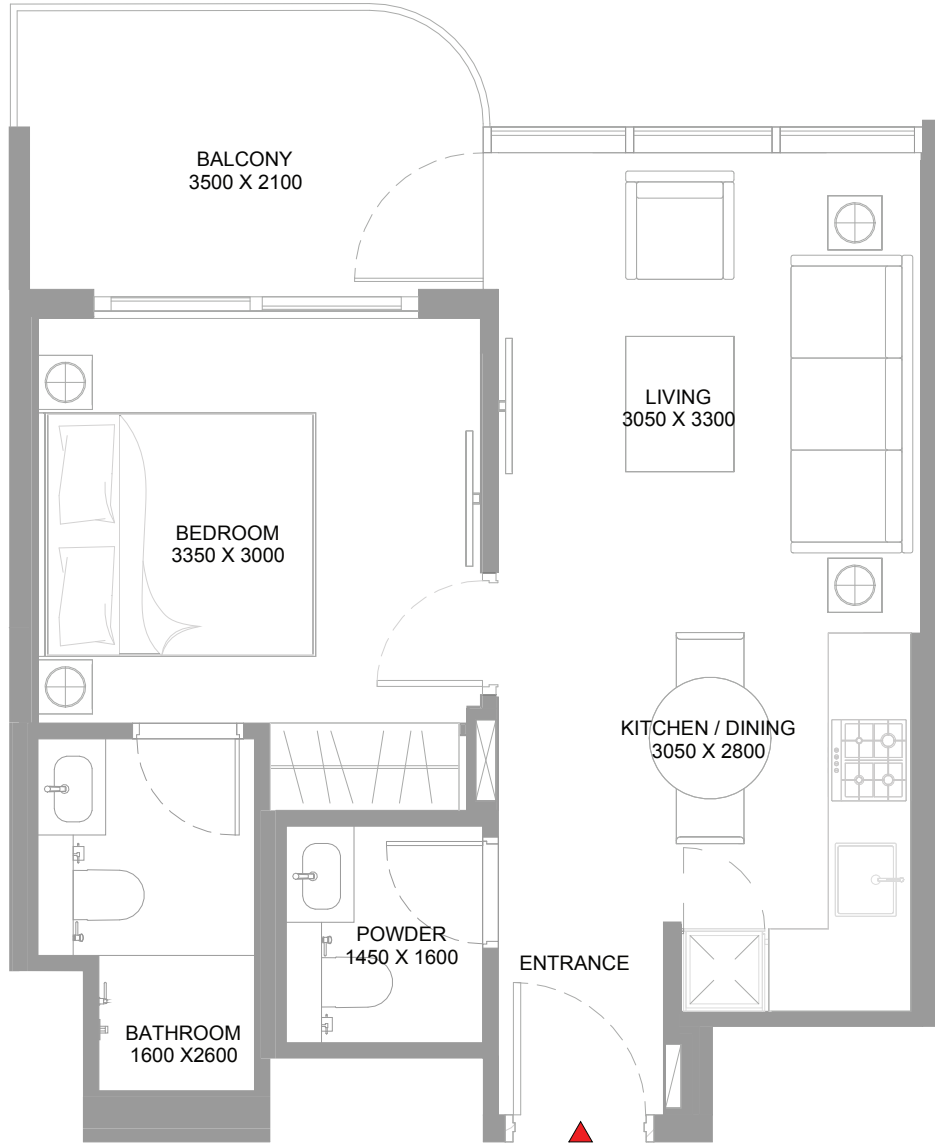 BALCONY
3500 X 2100
LIVING
3050 X 3300
BEDROOM
3350 X 3000
KITCHEN / DINING
3050 X 2800
POWDER
1450 X 1600
ENTRANCE
BATHROOM
1600 X2600